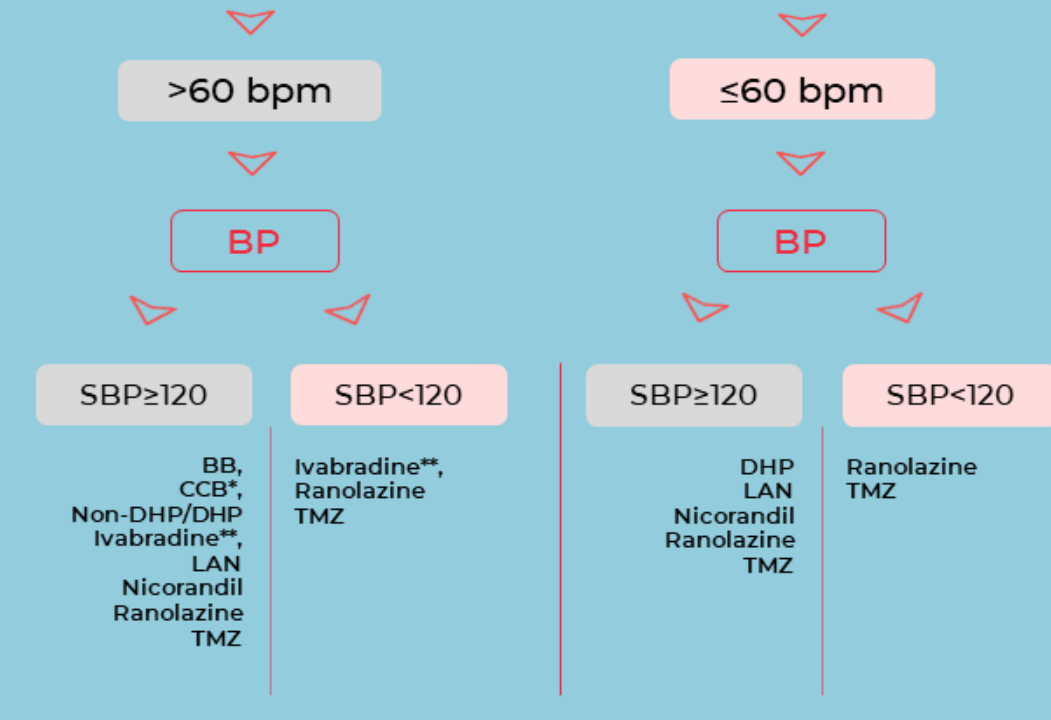 >60 bpm
≤60 bpm
BP
BP
SBP≥120
SBP<120
SBP≥120
SBP<120
BB,
CCB*,
Non-DHP/DHP
Ivabradine**,
LAN
Nicorandil
Ranolazine
TMZ
Ivabradine**,
Ranolazine
TMZ
DHP
LAN
Nicorandil
Ranolazine
TMZ
Ranolazine
TMZ